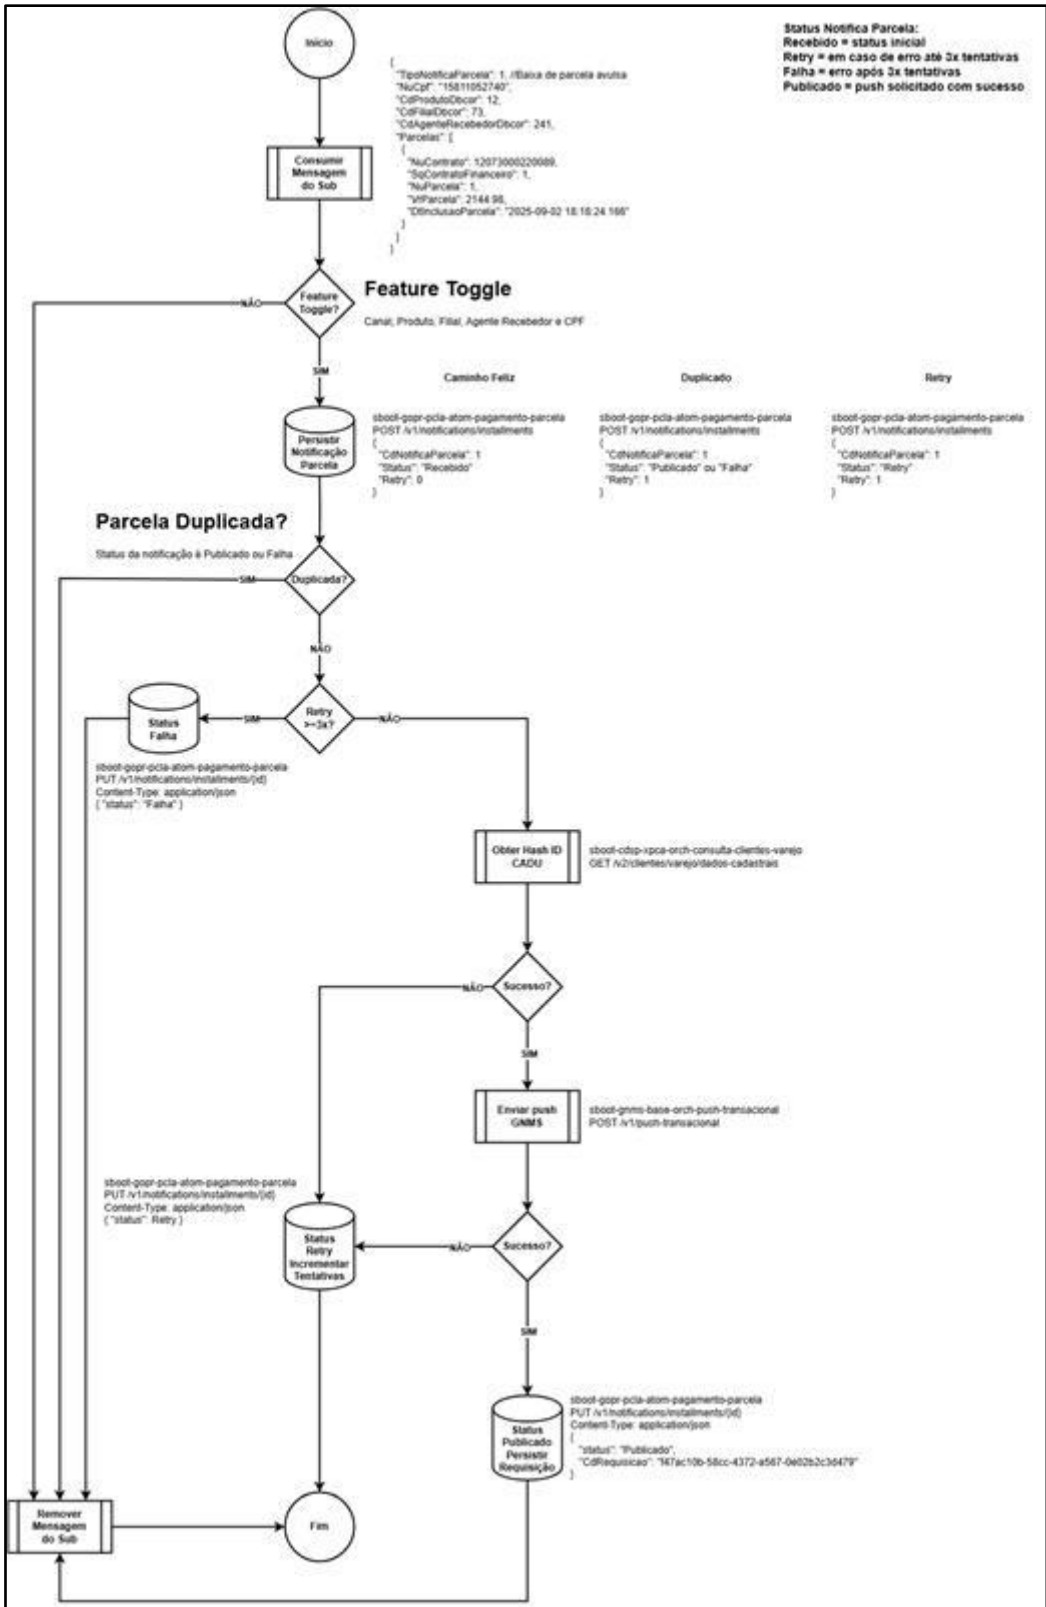 Início
Status Notifica Parcela:
Recebido = status inicial
Retry = em caso de erro até 3x tentativas
Falha = erro após 3x tentativas
Publicado = push solicitado com sucesso
{
"TipoNotificaParcela": 1, //Baixa de parcela avulsa
"NuCpf": "15811052740",
"CdProdutoDbcor": 12,
"CdFilialDbcor": 73,
"CdAgenteRecebedorDbcor": 241,
"Parcelas": [
{
"NuContrato": 12073000220089,
"SqContratoFinanceiro": 1,
"NuParcela": 1,
"VrParcela": 2144.98,
"DtInclusaoParcela": "2025-09-02 18:18:24.166"
}
]
}
Consumir
Mensagem
do Sub
Feature
Toggle?
NÃO
Feature Toggle
Canal, Produto, Filial, Agente Recebedor e CPF
SIM
Persistir
Notificação
Parcela
Caminho Feliz
sboot-gopr-pcla-atom-pagamento-parcela
POST /v1/notifications/installments
{
"CdNotificaParcela": 1
"Status": "Recebido"
"Retry": 0
}
Duplicado
sboot-gopr-pcla-atom-pagamento-parcela
POST /v1/notifications/installments
{
"CdNotificaParcela": 1
"Status": "Publicado" ou "Falha"
"Retry": 1
}
Retry
sboot-gopr-pcla-atom-pagamento-parcela
POST /v1/notifications/installments
{
"CdNotificaParcela": 1
"Status": "Retry"
"Retry": 1
}
Parcela Duplicada?
Status da notificação é Publicado ou Falha
SIM
Duplicada?
NÃO
Status
Falha
SIM
Retry
>=3x?
NÃO
sboot-gopr-pcla-atom-pagamento-parcela
PUT /v1/notifications/installments/{id}
Content-Type: application/json
{ "status": "Falha" }
Obter Hash ID
CADU
sboot-cdsp-xpca-orch-consulta-clientes-varejo
GET /v2/clientes/varejo/dados-cadastrais
NÃO
Sucesso?
SIM
Enviar push
GNMS
sboot-gnms-base-orch-push-transacional
POST /v1/push-transacional
sboot-gopr-pcla-atom-pagamento-parcela
PUT /v1/notifications/installments/{id}
Content-Type: application/json
{ "status": Retry }
Status
Retry
Incrementar
Tentativas
NÃO
Sucesso?
SIM
Status
Publicado
Persistir
Requisição
sboot-gopr-pcla-atom-pagamento-parcela
PUT /v1/notifications/installments/{id}
Content-Type: application/json
{
"status": "Publicado",
"CdRequisicao": "f47ac10b-58cc-4372-a567-0e02b2c3d479"
}
Remover
Mensagem
do Sub
Fim